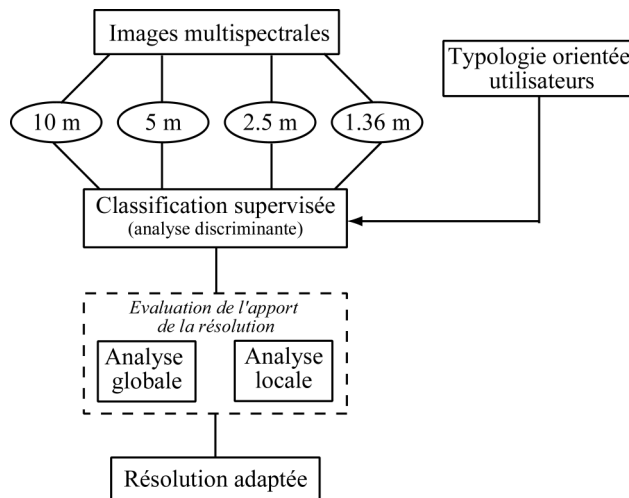 Images multispectrales
Typologie orientée
utilisateurs
10 m
5 m
2.5 m
1.36 m
Classification supervisée
(analyse discriminante)
Evaluation de l'apport
de la résolution
Analyse
globale
Analyse
locale
Résolution adaptée